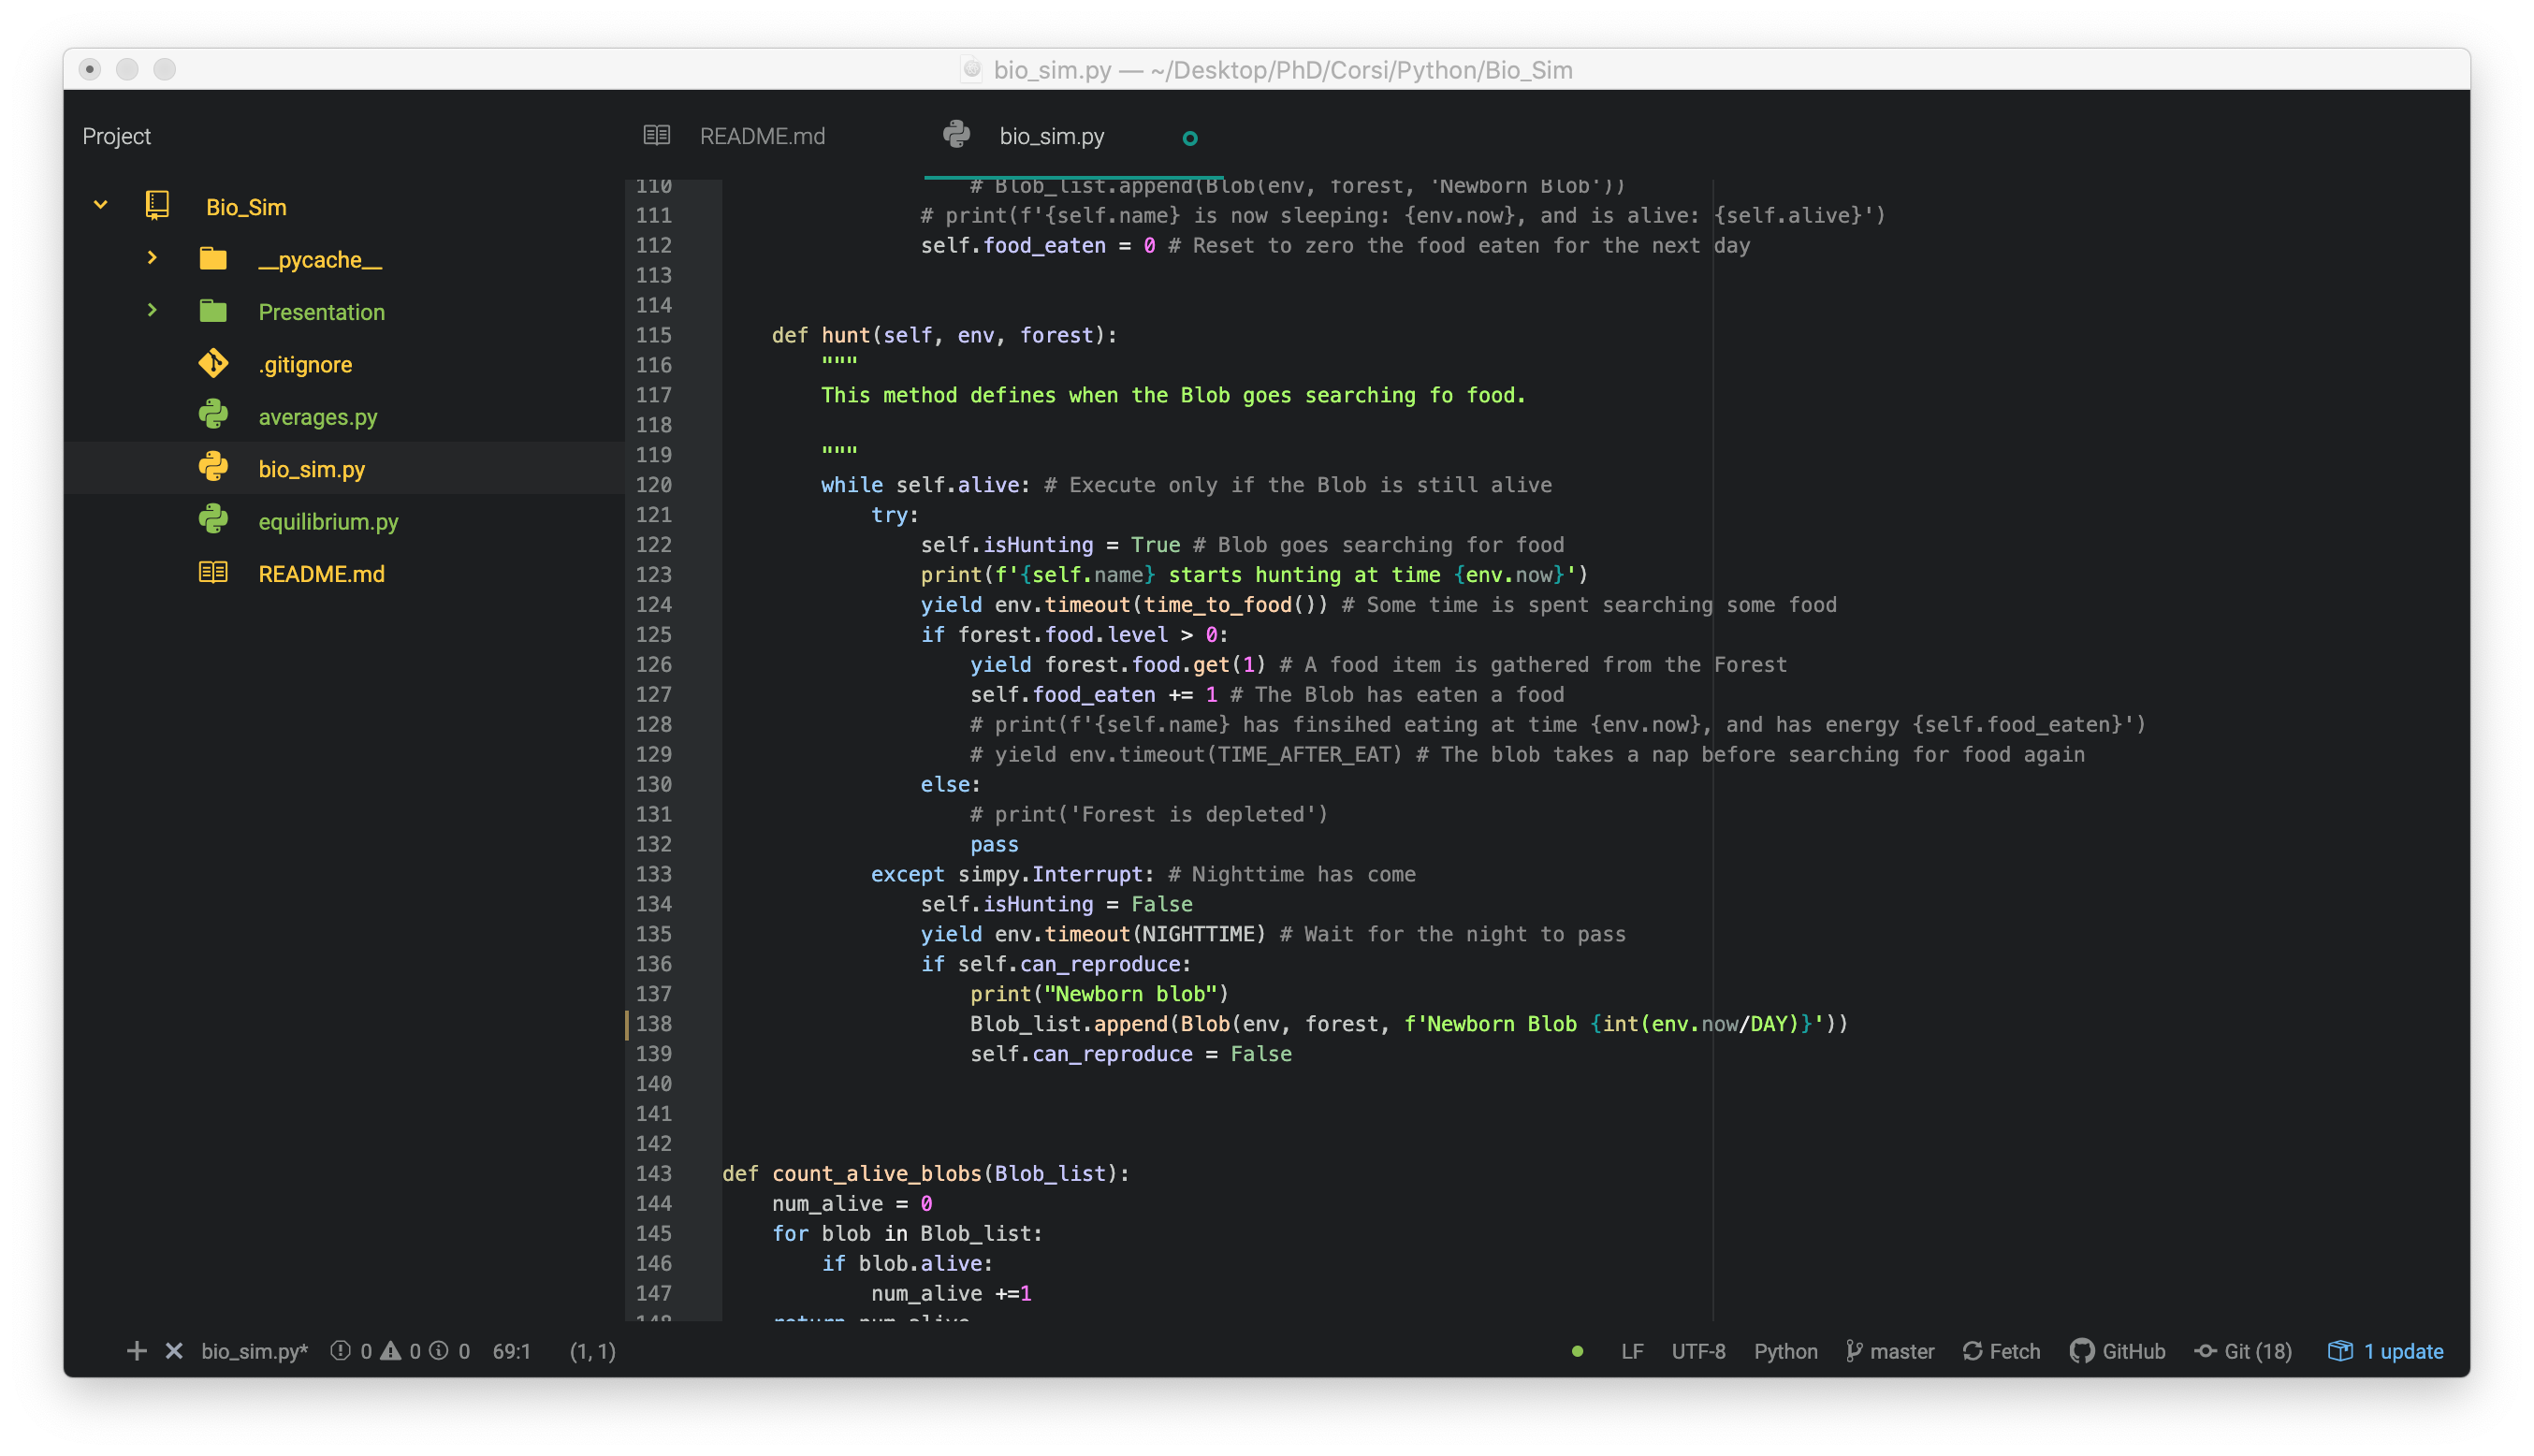 bio_sim.py — ~/Desktop/PhD/Corsi/Python/Bio_Sim
Project
Bio_Sim
__pycache__
Presentation
.gitignore
averages.py
bio_sim.py
equilibrium.py
README.md
README.md
bio_sim.py
110 # Blob_list.append(Blob(env, forest, 'Newborn Blob'))
111 # print(f'{self.name} is now sleeping: {env.now}, and is alive: {self.alive}')
112 self.food_eaten = 0 # Reset to zero the food eaten for the next day
113
114
115 def hunt(self, env, forest):
116 """
117 This method defines when the Blob goes searching fo food.
118
119 """
120 while self.alive: # Execute only if the Blob is still alive
121 try:
122 self.isHunting = True # Blob goes searching for food
123 print(f'{self.name} starts hunting at time {env.now}')
124 yield env.timeout(time_to_food()) # Some time is spent searching some food
125 if forest.food.level > 0:
126 yield forest.food.get(1) # A food item is gathered from the Forest
127 self.food_eaten += 1 # The Blob has eaten a food
128 # print(f'{self.name} has finsihed eating at time {env.now}, and has energy {self.food_eaten}')
129 # yield env.timeout(TIME_AFTER_EAT) # The blob takes a nap before searching for food again
130 else:
131 # print('Forest is depleted')
132 pass
133 except simpy.Interrupt: # Nighttime has come
134 self.isHunting = False
135 yield env.timeout(NIGHTTIME) # Wait for the night to pass
136 if self.can_reproduce:
137 print("Newborn blob")
138 Blob_list.append(Blob(env, forest, f'Newborn Blob {int(env.now/DAY)}'))
139 self.can_reproduce = False
140
141
142
143 def count_alive_blobs(Blob_list):
144 num_alive = 0
145 for blob in Blob_list:
146 if blob.alive:
147 num_alive +=1
148 return num_alive
bio_sim.py* 0 0 0 69:1 (1, 1) LF UTF-8 Python master Fetch GitHub Git (18) 1 update